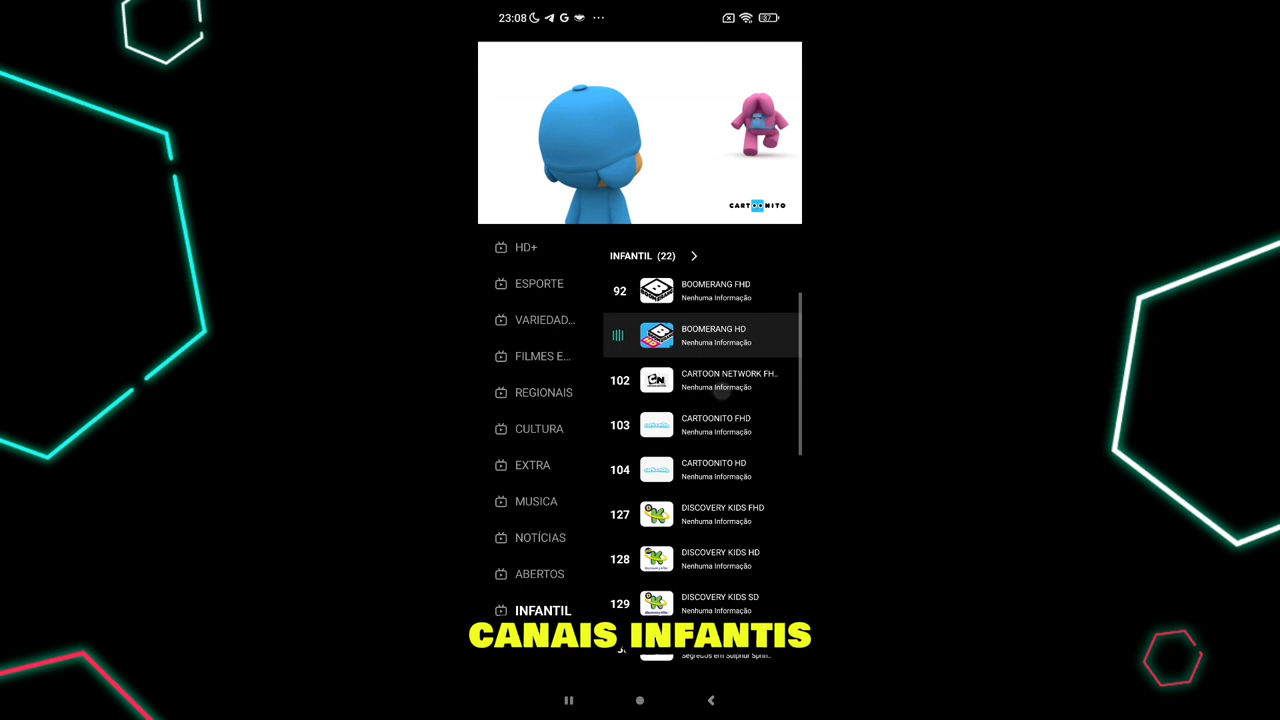 23:08
CARTOONITO
HD+
ESPORTE
VARIEDAD...
FILMES E...
REGIONAIS
CULTURA
EXTRA
MUSICA
NOTÍCIAS
ABERTOS
INFANTIL
INFANTIL (22)
92 BOOMERANG FHD
Nenhuma Informação
BOOMERANG HD
Nenhuma Informação
102 CARTOON NETWORK FH..
Nenhuma Informação
103 CARTOONITO FHD
Nenhuma Informação
104 CARTOONITO HD
Nenhuma Informação
127 DISCOVERY KIDS FHD
Nenhuma Informação
128 DISCOVERY KIDS HD
Nenhuma Informação
129 DISCOVERY KIDS SD
Nenhuma Informação
CANAIS INFANTIS